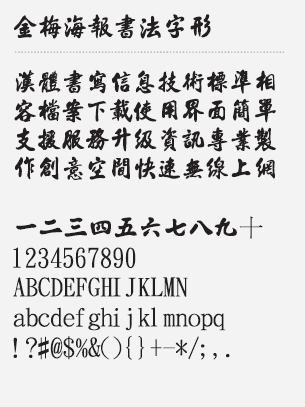 金梅海報書法字形
漢體書寫信息技術標準相
容檔案下載使用界面簡單
支援服務升级資訊專業製
作創意空間快速無線上網
一二三四五六七八九十
1234567890
ABCDEFGHIJKLMN
abcdefghijklmnopq
!?#@$%&(){}+-*/;,.